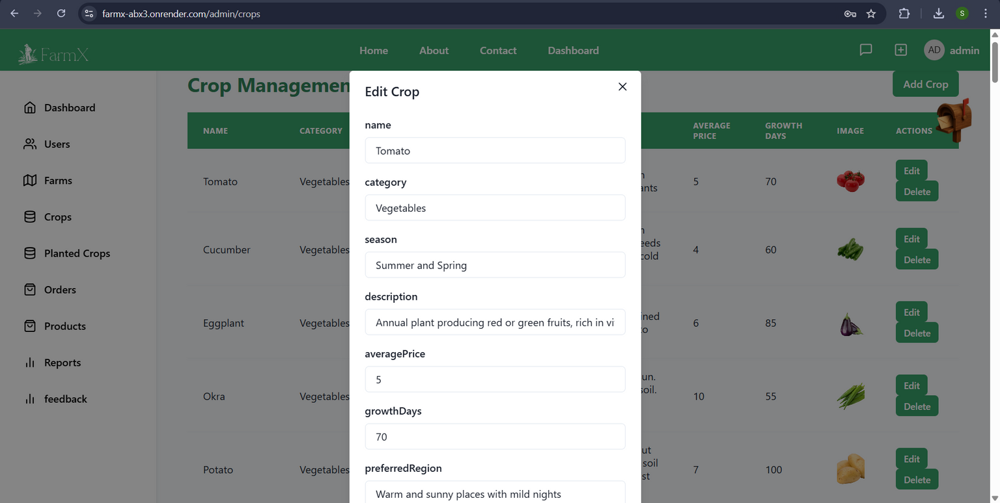 farmx-abx3.onrender.com/admin/crops
S
FarmX
Home
About
Contact
Dashboard
AD
admin
Dashboard
Users
Farms
Crops
Planted Crops
Orders
Products
Reports
feedback
Crop Managemen
Add Crop
NAME
CATEGORY
AVERAGE
PRICE
GROWTH
DAYS
IMAGE
ACTIONS
Tomato
Vegetables
ants
5
70
Edit
Delete
Cucumber
Vegetables
eeds
cold
4
60
Edit
Delete
Eggplant
Vegetables
ined
6
85
Edit
Delete
Okra
Vegetables
un.
soil.
10
55
Edit
Delete
Potato
Vegetables
ut
soil
st
7
100
Edit
Delete
Edit Crop
name
Tomato
category
Vegetables
season
Summer and Spring
description
Annual plant producing red or green fruits, rich in vi
averagePrice
5
growthDays
70
preferredRegion
Warm and sunny places with mild nights